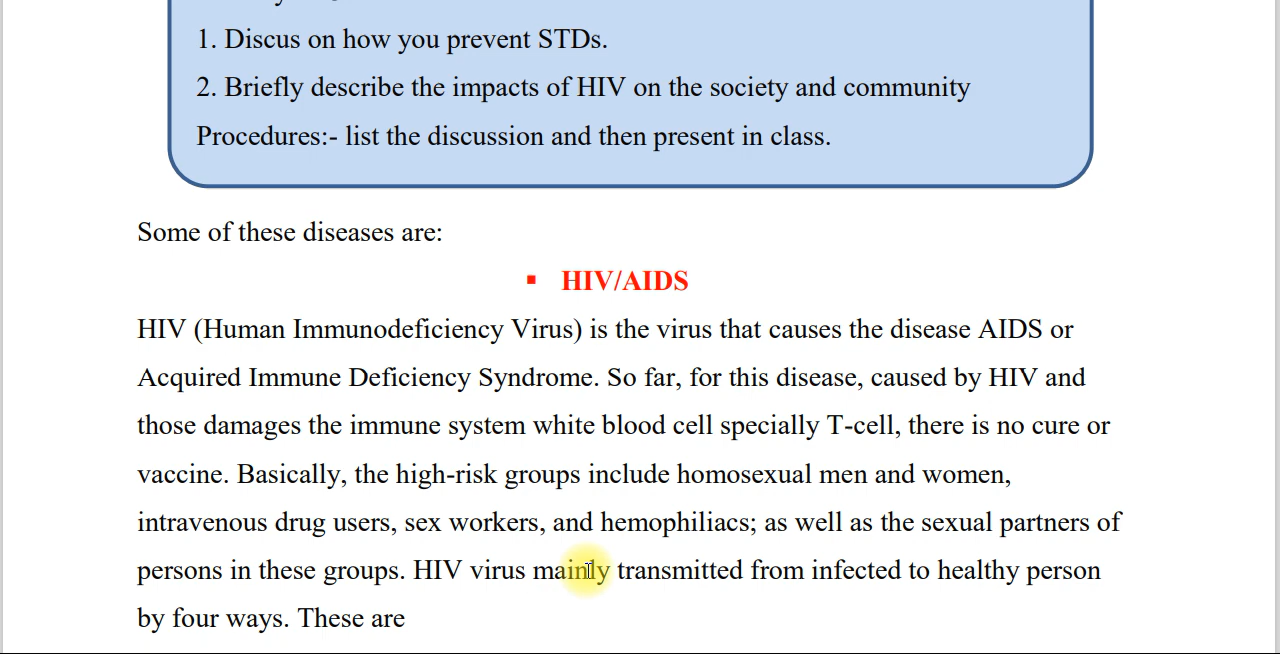 1. Discus on how you prevent STDs.
2. Briefly describe the impacts of HIV on the society and community
Procedures:- list the discussion and then present in class.
Some of these diseases are:
▪ HIV/AIDS
HIV (Human Immunodeficiency Virus) is the virus that causes the disease AIDS or
Acquired Immune Deficiency Syndrome. So far, for this disease, caused by HIV and
those damages the immune system white blood cell specially T-cell, there is no cure or
vaccine. Basically, the high-risk groups include homosexual men and women,
intravenous drug users, sex workers, and hemophiliacs; as well as the sexual partners of
persons in these groups. HIV virus mainly transmitted from infected to healthy person
by four ways. These are